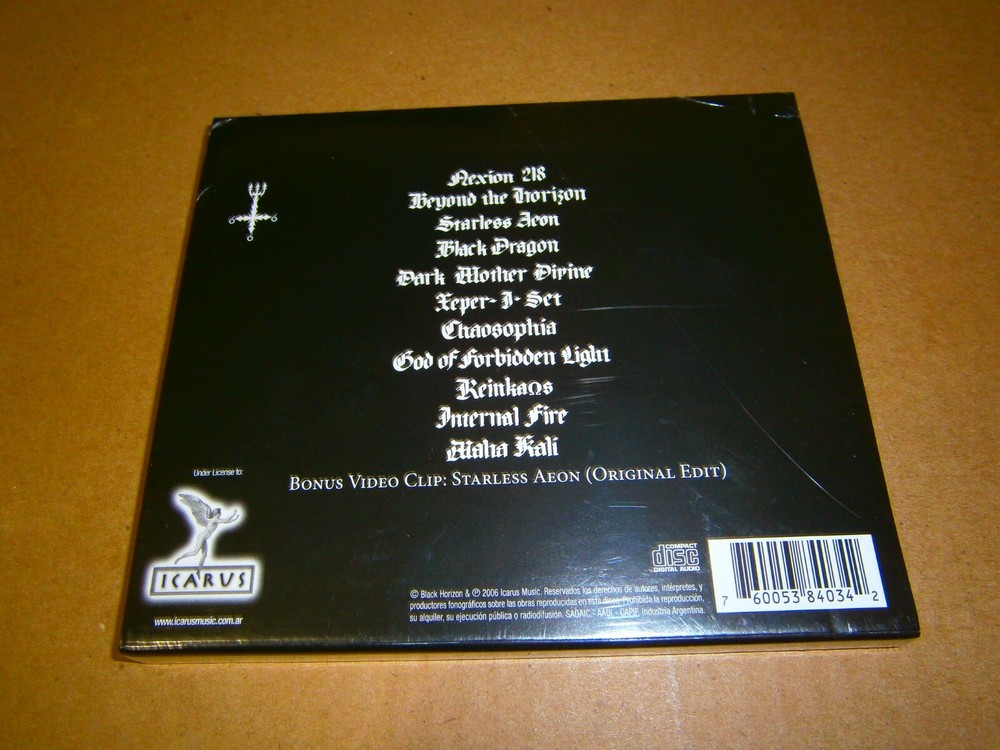 Nexion 218
Beyond the Horizon
Starless Aeon
Black Dragon
Dark Mother Divine
Xeper-I-Set
Chaosophia
God of Forbidden Light
Reinkaos
Internal Fire
Maha Kali
Bonus Video Clip: Starless Aeon (Original Edit)
Under License to:
ICARUS
www.icarusmusic.com.ar
COMPACT
disc
DIGITAL AUDIO
© Black Horizon & ℗ 2006 Icarus Music. Reservados los derechos de autores, intérpretes, y
productores fonográficos sobre las obras reproducidas en este disco. Prohibida la reproducción,
su alquiler, su ejecución pública o radiodifusión. SADAIC - AADI - CAPIF. Industria Argentina.
7 60053 84034 2